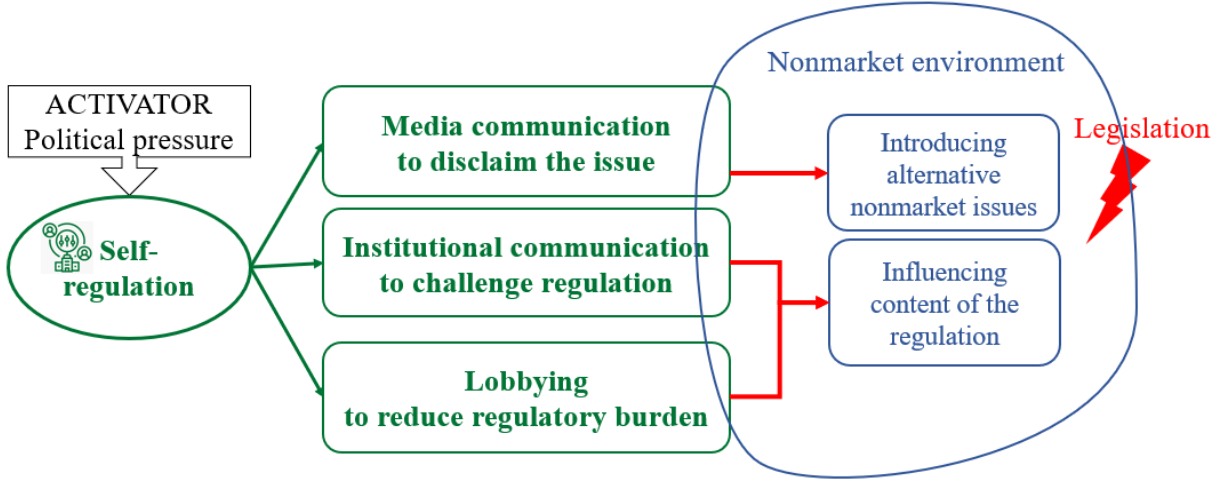 ACTIVATOR
Political pressure
Self-
regulation
Media communication
to disclaim the issue
Institutional communication
to challenge regulation
Lobbying
to reduce regulatory burden
Nonmarket environment
Introducing
alternative
nonmarket issues
Influencing
content of the
regulation
Legislation